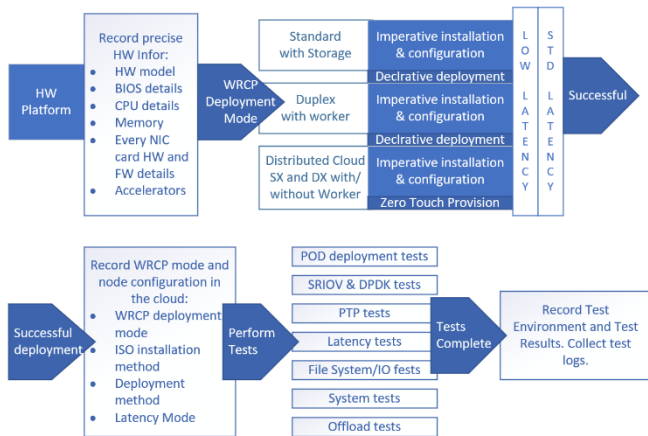 HW
Platform
Record precise
HW Infor:
• HW model
• BIOS details
• CPU details
• Memory
• Every NIC
card HW and
FW details
• Accelerators
WRCP
Deployment
Mode
Standard
with Storage
Imperative installation
& configuration
Declrative deployment
Duplex
with worker
Imperative installation
& configuration
Declrative deployment
Distributed Cloud
SX and DX with/
without Worker
Imperative installation
& configuration
Zero Touch Provision
LOW LATENCY
STD LATENCY
Successful
Successful
deployment
Record WRCP mode and
node configuration in
the cloud:
• WRCP deployment
mode
• ISO installation
method
• Deployment
method
• Latency Mode
Perform
Tests
POD deployment tests
SRIOV & DPDK tests
PTP tests
Latency tests
File System/IO fests
System tests
Offload tests
Tests
Complete
Record Test
Environment and Test
Results. Collect test
logs.